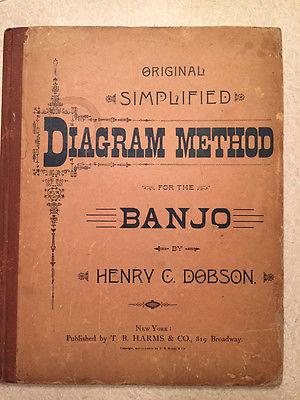 ORIGINAL
SIMPLIFIED
DIAGRAM METHOD
FOR THE
BANJO
BY
HENRY C. DOBSON.
NEW YORK:
Published by T. B. HARMS & CO., 819 Broadway.